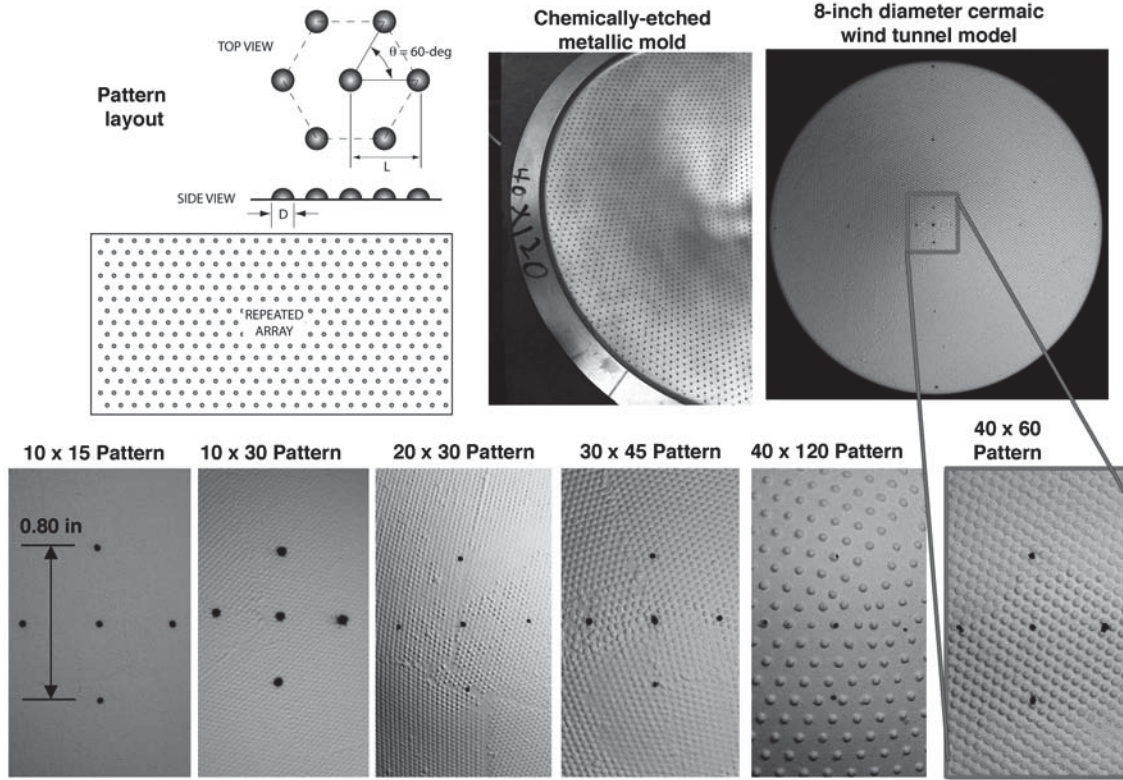 Chemically-etched
metallic mold
8-inch diameter cermaic
wind tunnel model
TOP VIEW
θ = 60-deg
Pattern
layout
L
SIDE VIEW
D
REPEATED
ARRAY
40X120
10 x 15 Pattern
10 x 30 Pattern
20 x 30 Pattern
30 x 45 Pattern
40 x 120 Pattern
40 x 60
Pattern
0.80 in